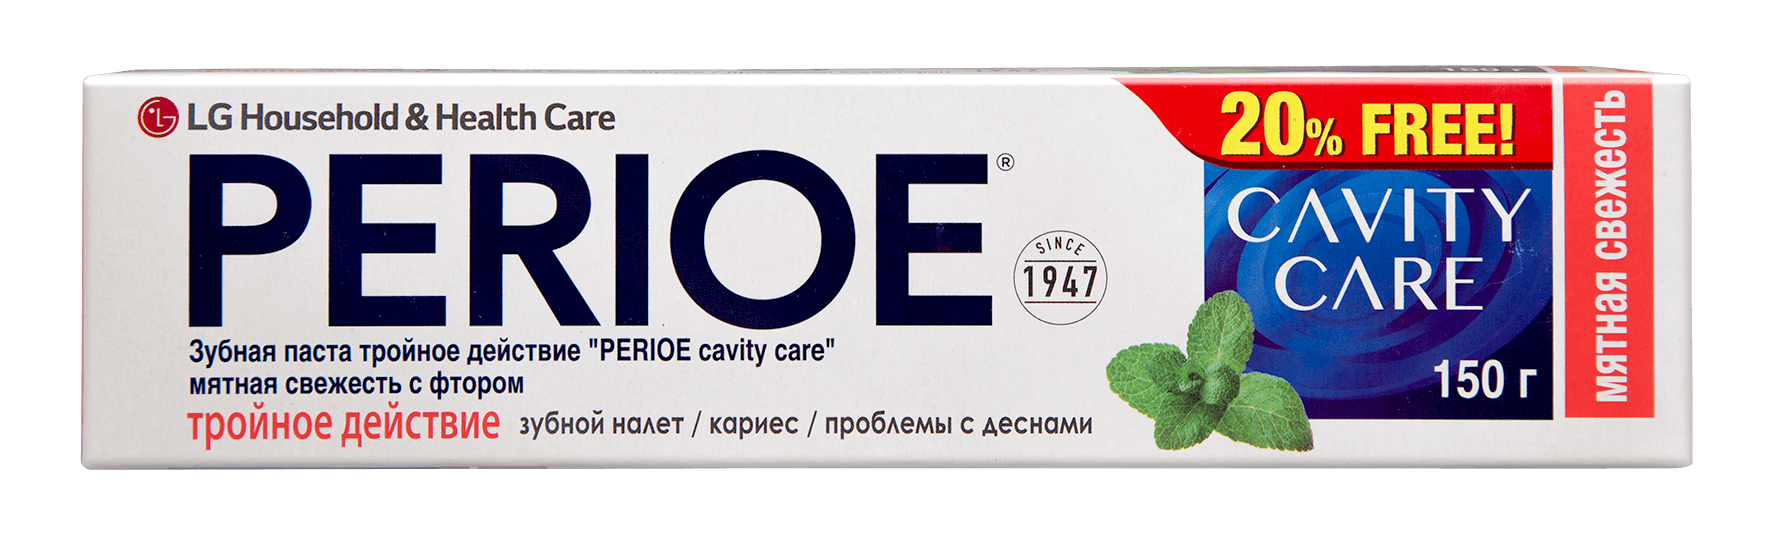 LG Household & Health Care
PERIOE®
SINCE
1947
Зубная паста тройное действие "PERIOE cavity care"
мятная свежесть с фтором
тройное действие зубной налет / кариес / проблемы с деснами
20% FREE!
CAVITY
CARE
150 г
мятная свежесть
150 г